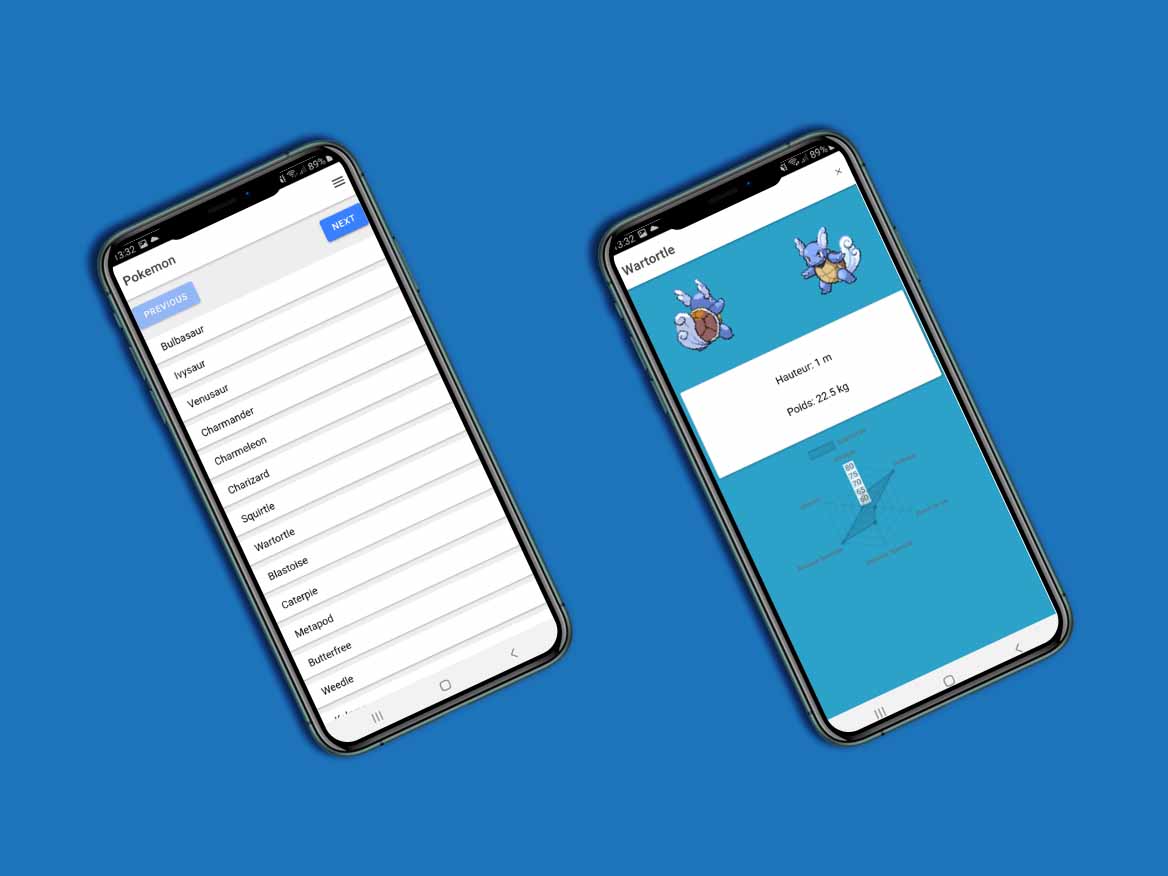 13:32
89%
Pokemon
NEXT
PREVIOUS
Bulbasaur
Ivysaur
Venusaur
Charmander
Charmeleon
Charizard
Squirtle
Wartortle
Blastoise
Caterpie
Metapod
Butterfree
Weedle
13:32
89%
Wartortle
×
Hauteur: 1 m
Poids: 22.5 kg
80
75
70
65
60